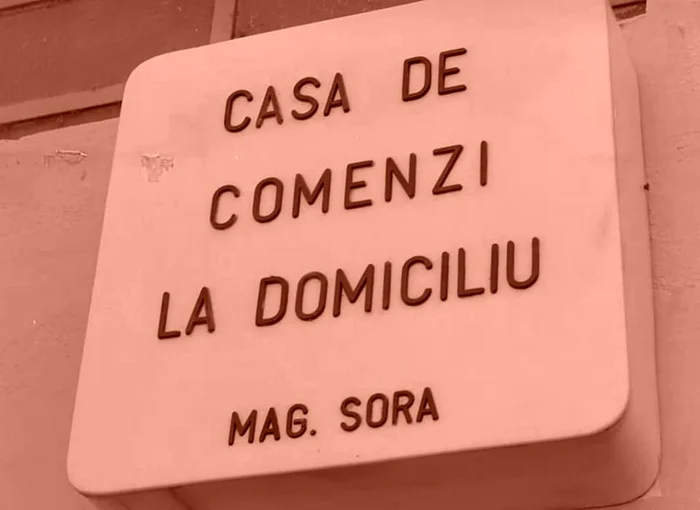 CASA DE
COMENZI
LA DOMICILIU
MAG. SORA